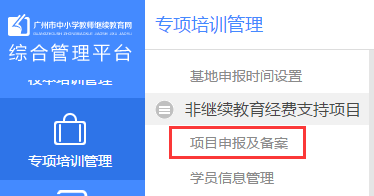 广州市中小学教师继续教育网
综合管理平台
专项培训管理
专项培训管理
基地申报时间设置
非继续教育经费支持项目
项目申报及备案
学员信息管理